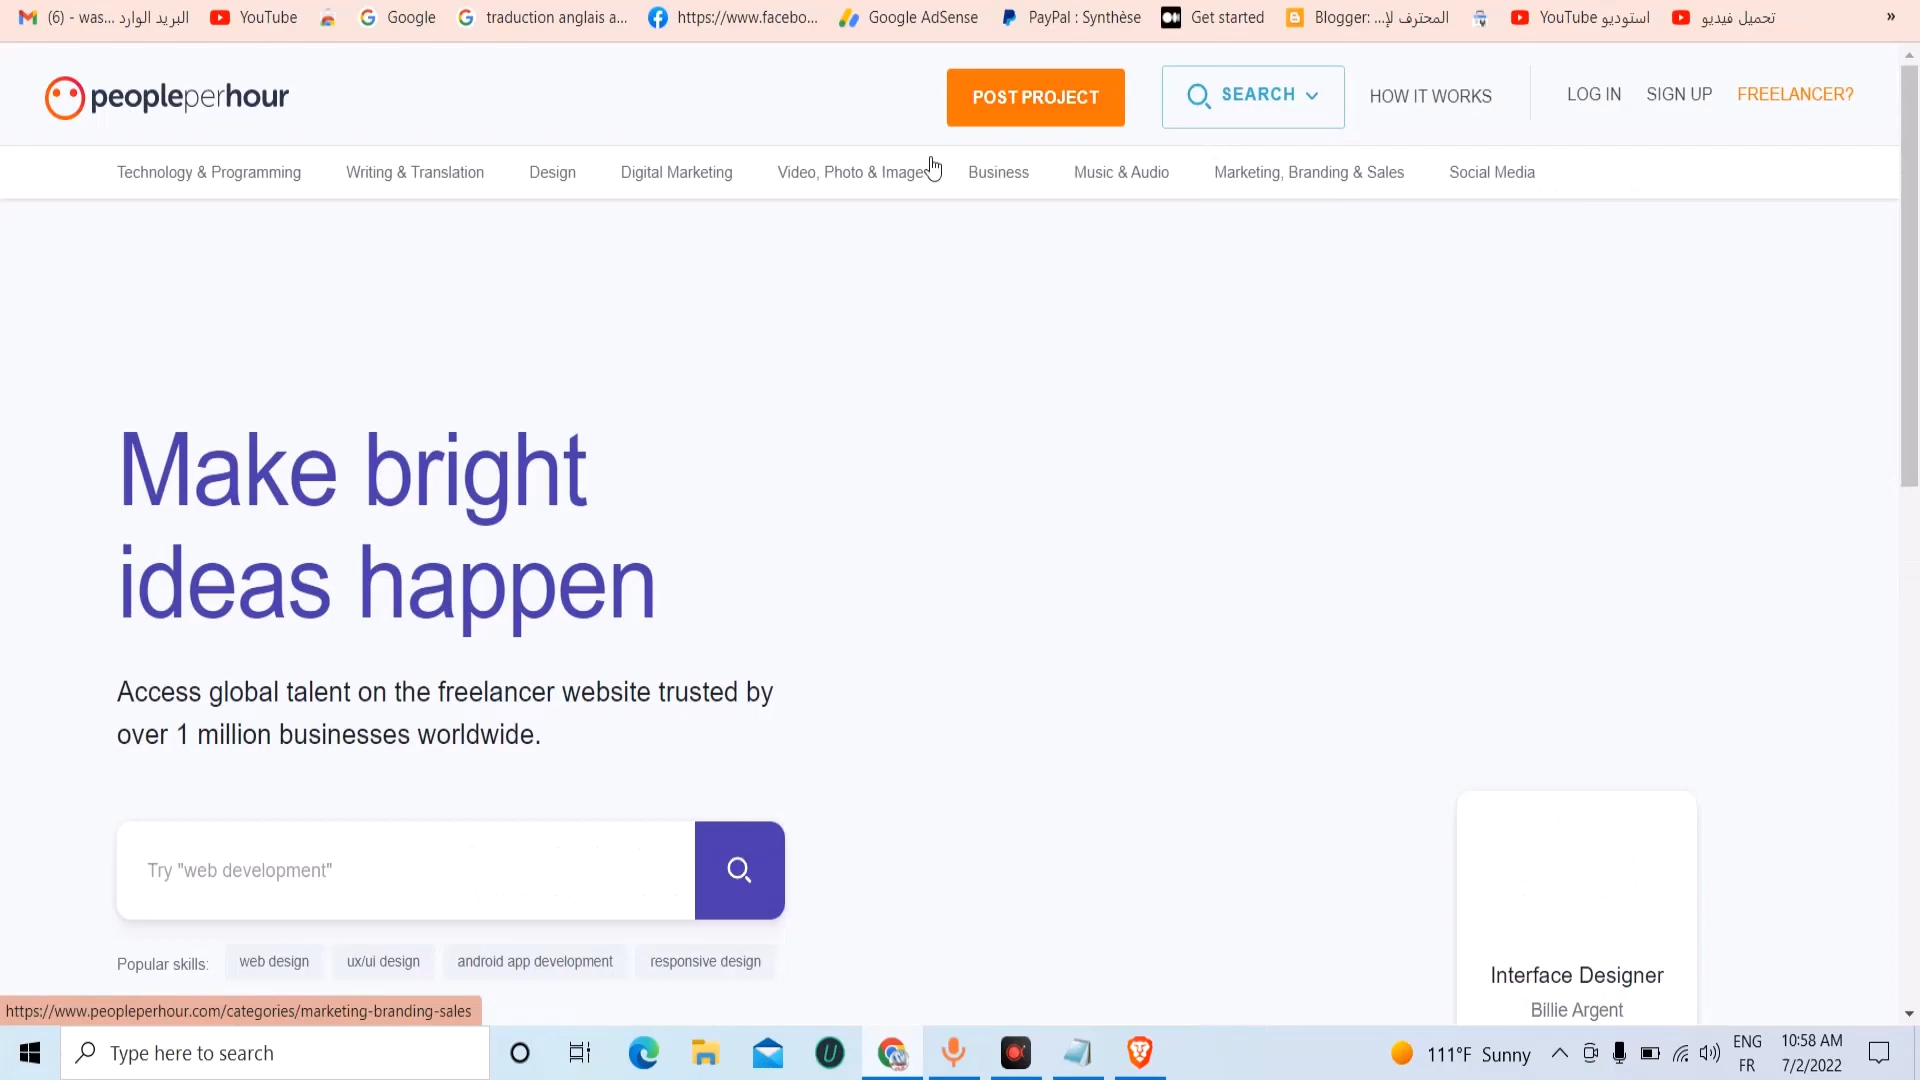 (6) - was... البريد الوارد
YouTube
Google
traduction anglais a...
https://www.facebo...
Google AdSense
PayPal : Synthèse
Get started
Blogger: ...المحترف لإ
YouTube استوديو
تحميل فيديو
»
peopleperhour
POST PROJECT
SEARCH
HOW IT WORKS
LOG IN
SIGN UP
FREELANCER?
Technology & Programming
Writing & Translation
Design
Digital Marketing
Video, Photo & Image
Business
Music & Audio
Marketing, Branding & Sales
Social Media
Make bright
ideas happen
Access global talent on the freelancer website trusted by
over 1 million businesses worldwide.
Try "web development"
Popular skills:
web design
ux/ui design
android app development
responsive design
Interface Designer
Billie Argent
https://www.peopleperhour.com/categories/marketing-branding-sales
Type here to search
111°F Sunny
ENG
FR
10:58 AM
7/2/2022